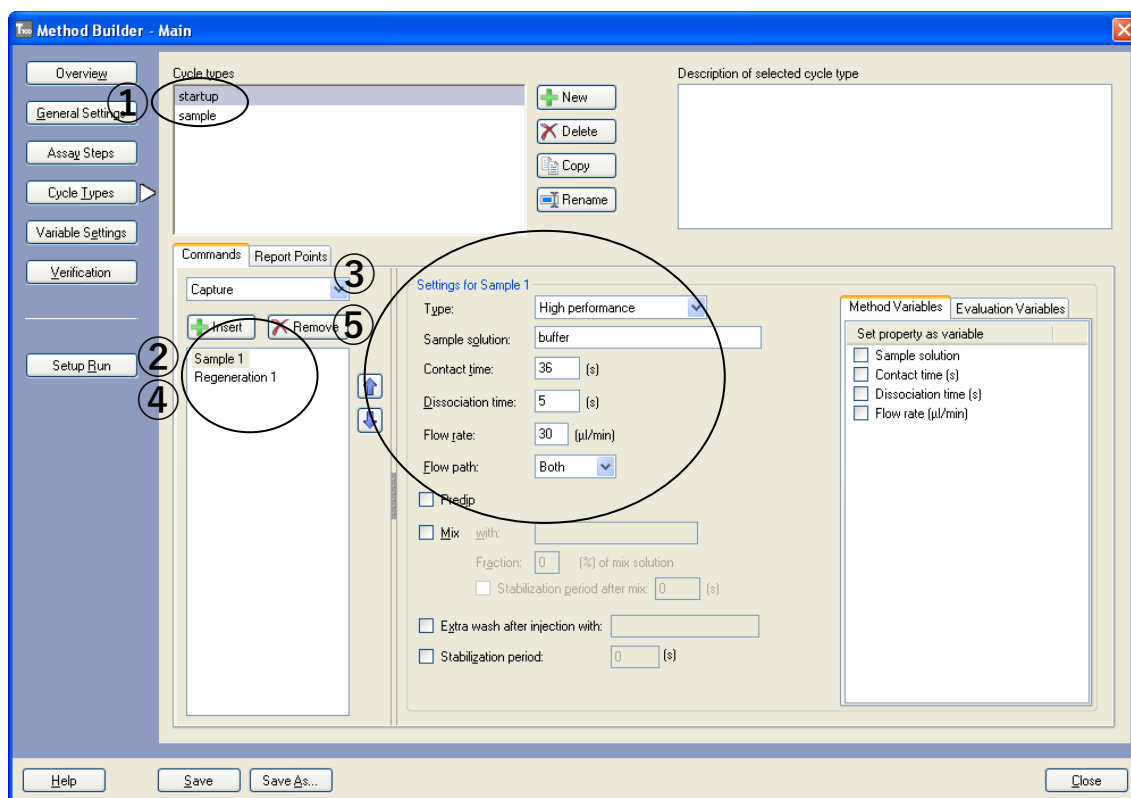 T100 Method Builder - Main
Overview
General Settings
Assay Steps
Cycle Types
Variable Settings
Verification
Setup Run
①
Cycle types
startup
sample
New
Delete
Copy
Rename
Description of selected cycle type
Commands
Report Points
③
Capture
Insert
Remove
⑤
②
④
Sample 1
Regeneration 1
Settings for Sample 1
Type:
High performance
Sample solution:
buffer
Contact time:
36
(s)
Dissociation time:
5
(s)
Flow rate:
30
(µl/min)
Flow path:
Both
Predip
Mix
with:
Fraction:
0
(%) of mix solution
Stabilization period after mix:
0
(s)
Extra wash after injection with:
Stabilization period:
0
(s)
Method Variables
Evaluation Variables
Set property as variable
Sample solution
Contact time (s)
Dissociation time (s)
Flow rate (µl/min)
Help
Save
Save As...
Close